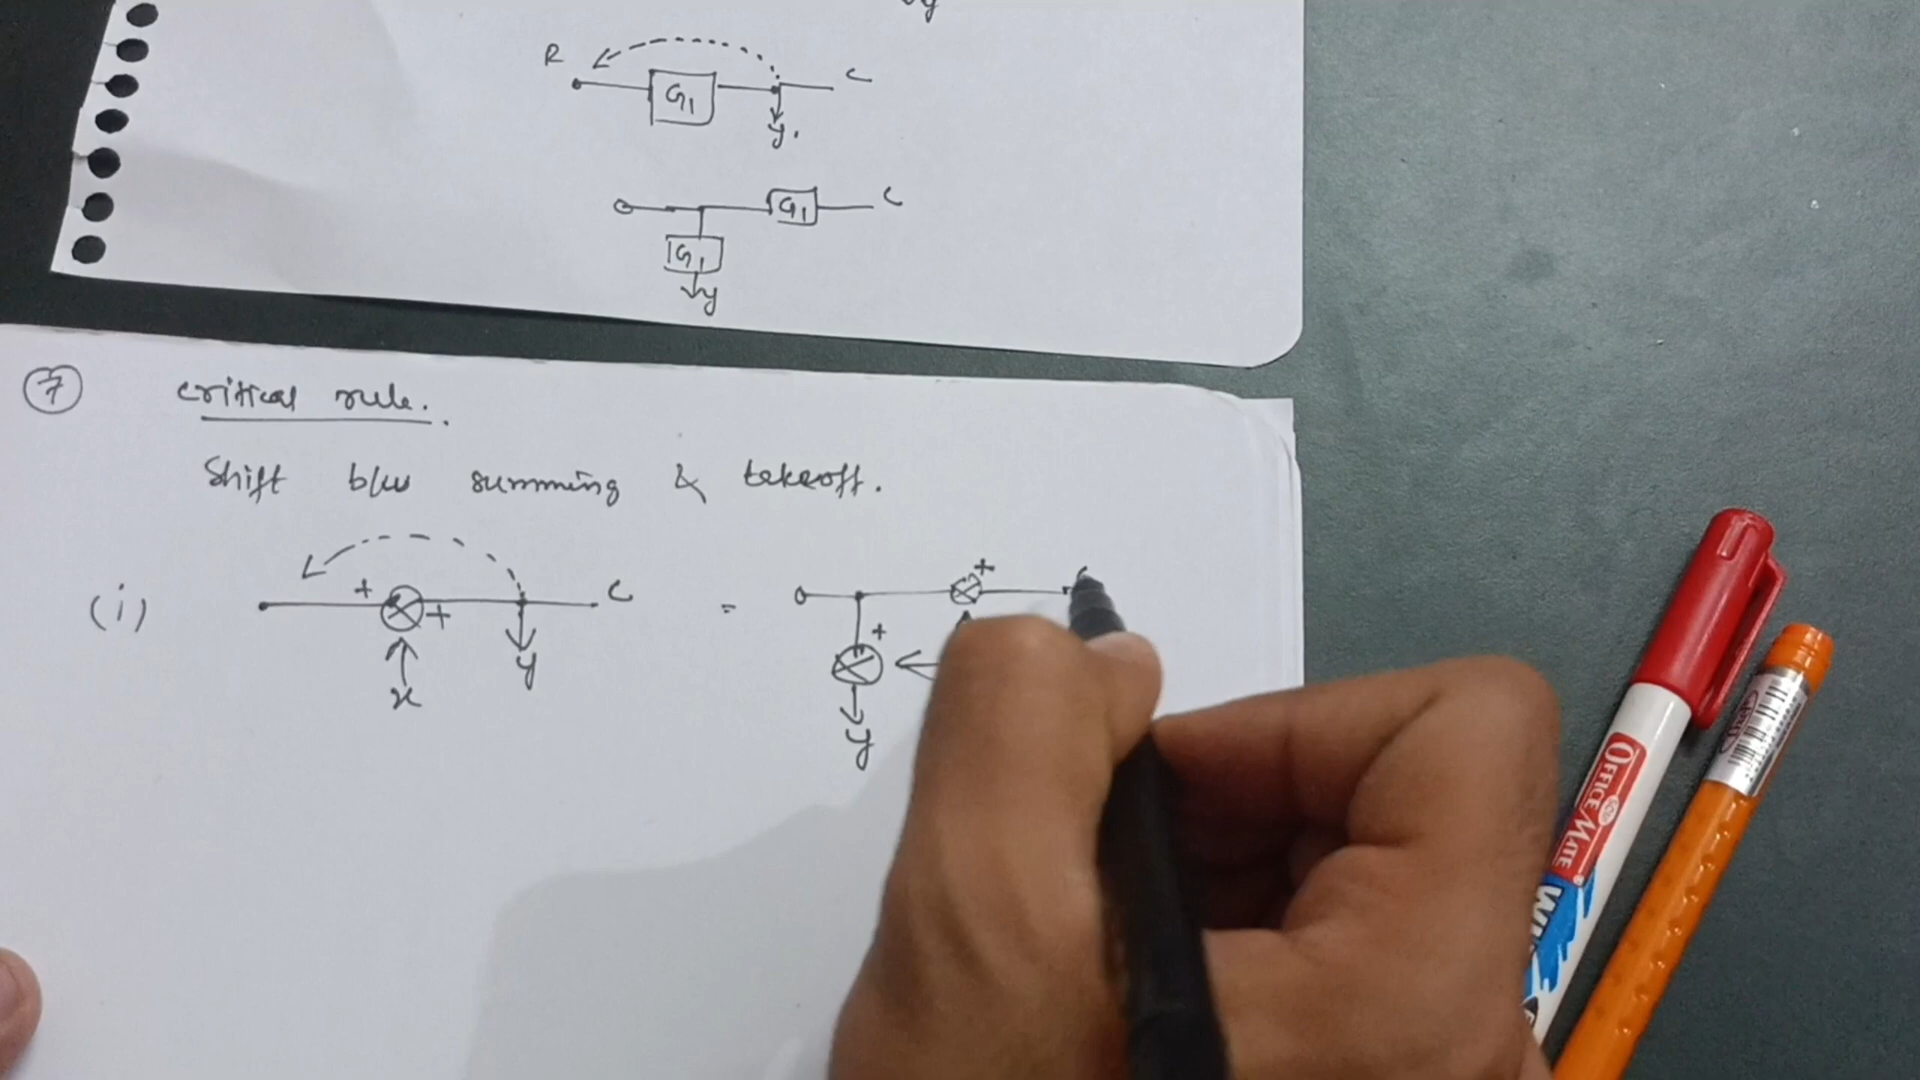 y
R
G1
C
y.
G1
C
G1
y
7 critical rule.
Shift b/w summing & takeoff.
(i) + + C = + C
x y +
y
OFFICE MATE